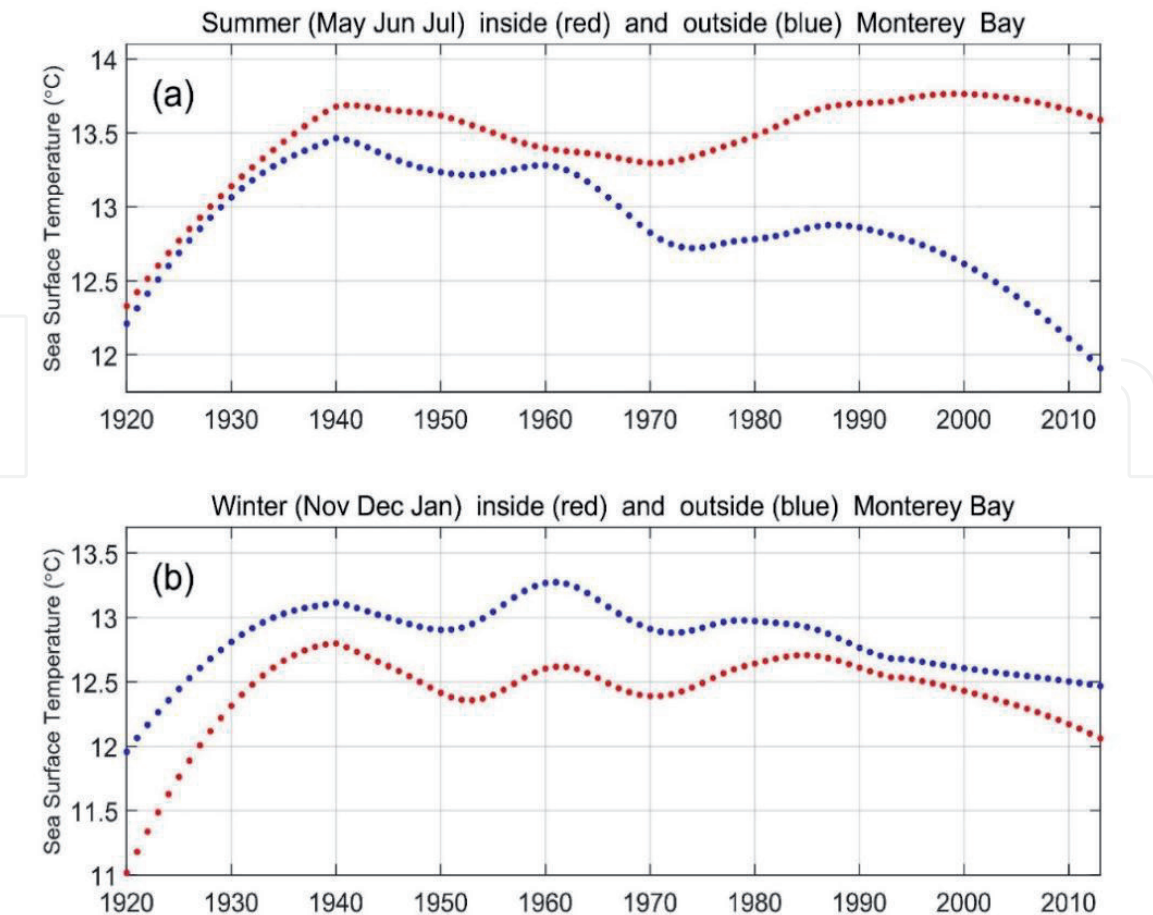 Summer (May Jun Jul) inside (red) and outside (blue) Monterey Bay
(a)
Sea Surface Temperature (°C)
14
13.5
13
12.5
12
1920 1930 1940 1950 1960 1970 1980 1990 2000 2010
Winter (Nov Dec Jan) inside (red) and outside (blue) Monterey Bay
(b)
Sea Surface Temperature (°C)
13.5
13
12.5
12
11.5
11
1920 1930 1940 1950 1960 1970 1980 1990 2000 2010